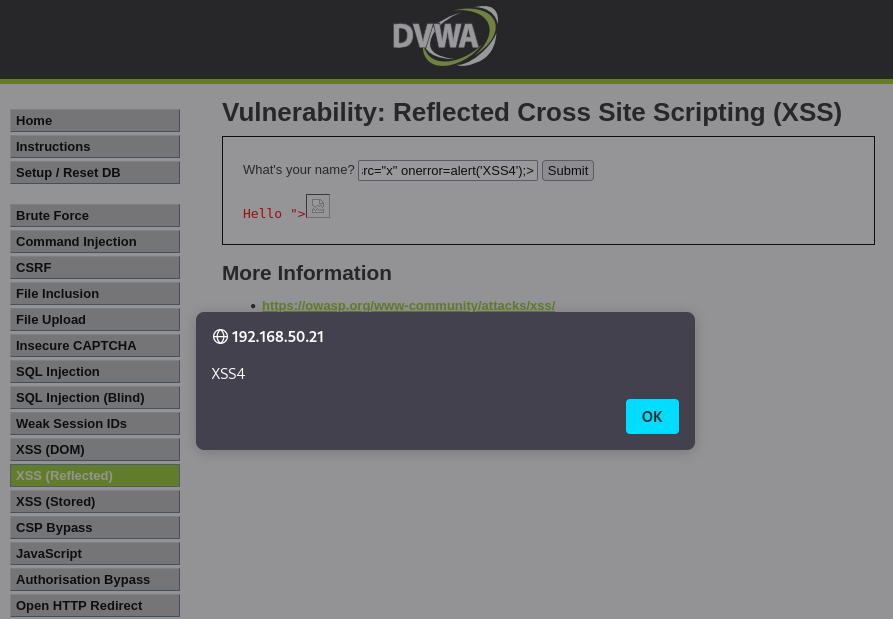 DVWA
Vulnerability: Reflected Cross Site Scripting (XSS)
Home
Instructions
Setup / Reset DB
Brute Force
Command Injection
CSRF
File Inclusion
File Upload
Insecure CAPTCHA
SQL Injection
SQL Injection (Blind)
Weak Session IDs
XSS (DOM)
XSS (Reflected)
XSS (Stored)
CSP Bypass
JavaScript
Authorisation Bypass
Open HTTP Redirect
What's your name? rc="x" onerror=alert('XSS4');> Submit
Hello ">
More Information
• https://owasp.org/www-community/attacks/xss/
192.168.50.21
XSS4
OK